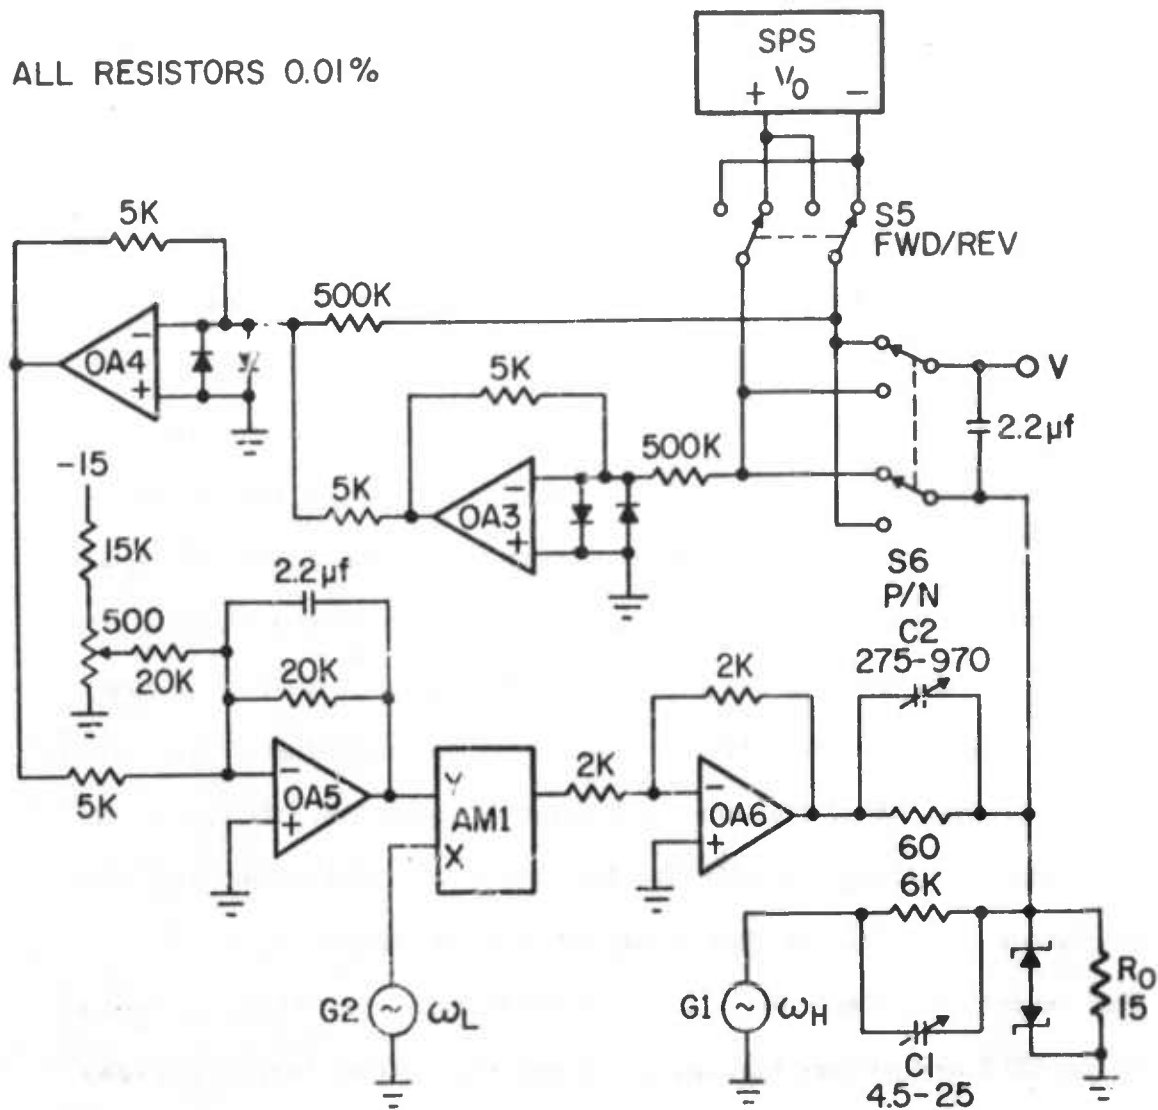 SPS
V0
+ −
ALL RESISTORS 0.01%
S5
FWD/REV
5K
500K
−
OA4
+
V
5K
2.2µf
500K
−15
5K
−
OA3
+
15K
S6
P/N
2.2µf
500
C2
275-970
20K
20K
2K
2K
5K
−
OA5
+
Y
AM1
X
−
OA6
+
60
6K
G2
ωL
G1
ωH
R0
15
C1
4.5-25